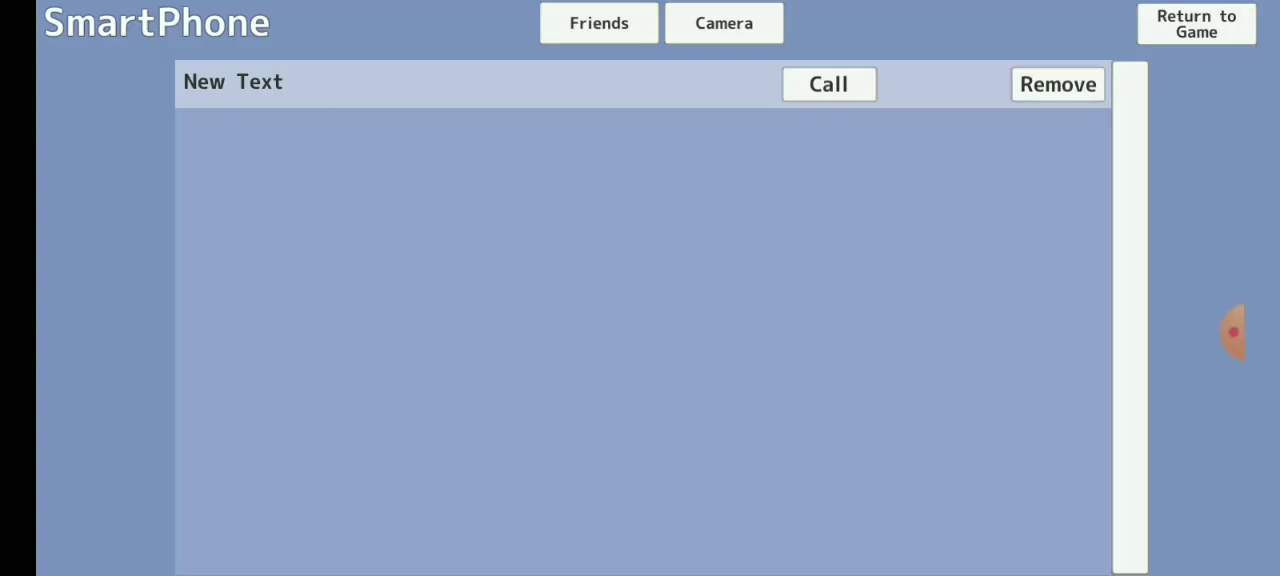 SmartPhone
Friends
Camera
Return to
Game
New Text
Call
Remove